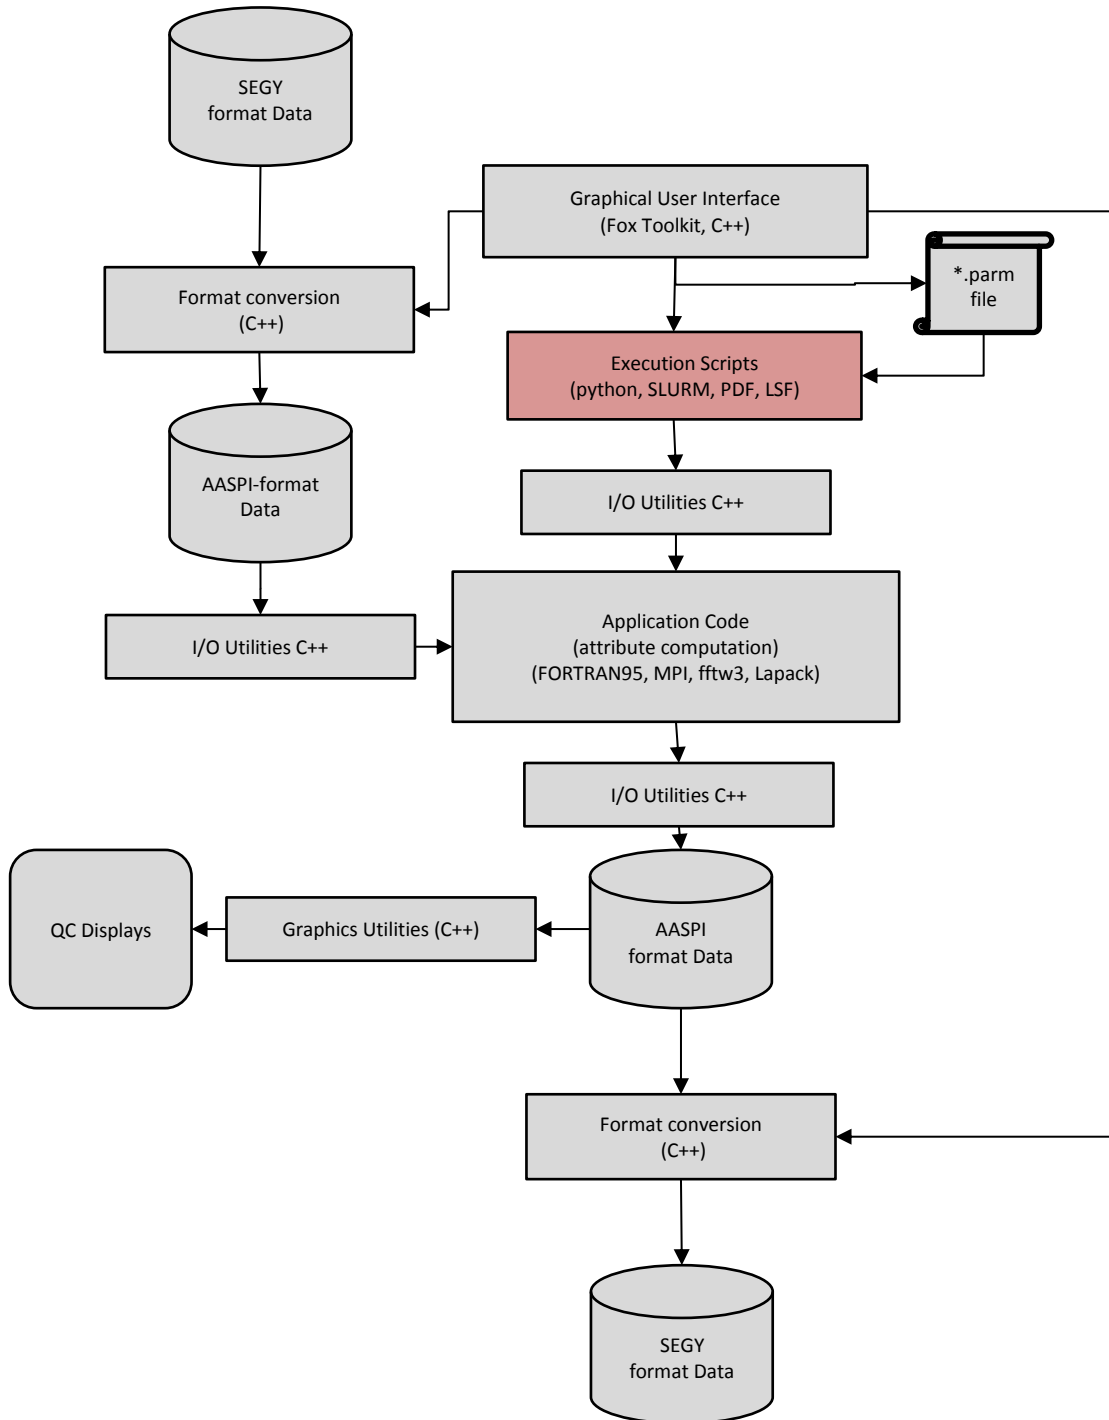 SEGY
format Data
Graphical User Interface
(Fox Toolkit, C++)
*.parm
file
Format conversion
(C++)
Execution Scripts
(python, SLURM, PDF, LSF)
AASPI-format
Data
I/O Utilities C++
I/O Utilities C++
Application Code
(attribute computation)
(FORTRAN95, MPI, fftw3, Lapack)
I/O Utilities C++
QC Displays
Graphics Utilities (C++)
AASPI
format Data
Format conversion
(C++)
SEGY
format Data